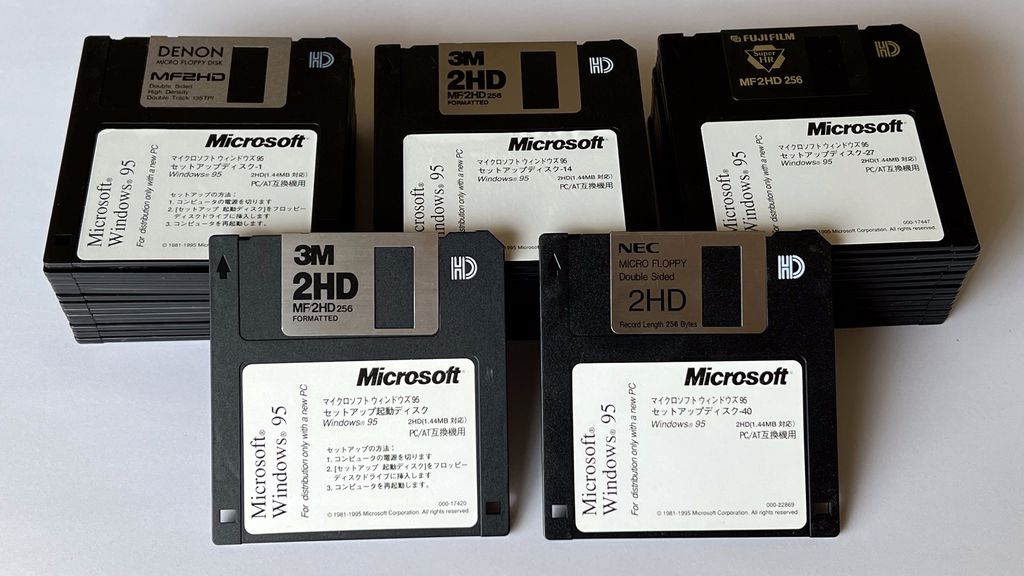 DENON
MICRO FLOPPY DISK
MF2HD
Double Sided
High Density
Double Track 135TPI
HD
Microsoft®
マイクロソフト ウィンドウズ 95
セットアップディスク-1
Windows® 95
2HD(1.44MB 対応)
PC/AT互換機用
セットアップの方法：
1. コンピュータの電源を切ります
2. [セットアップ 起動ディスク]をフロッピー
ディスクドライブに挿入します
3. コンピュータを再起動します。
© 1981-1995 Microsoft Corporation. All rights
Microsoft®
Windows® 95
For distribution only with a new PC
3M
2HD
MF/2HD 256
FORMATTED
HD
Microsoft®
マイクロソフト ウィンドウズ 95
セットアップディスク-14
Windows® 95
2HD(1.44MB 対応)
PC/AT互換機用
Microsoft®
Windows® 95
only with a new PC
FUJIFILM
Super
HR
MF2HD 256
HD
Microsoft®
マイクロソフト ウィンドウズ 95
セットアップディスク-27
Windows® 95
2HD(1.44MB 対応)
PC/AT互換機用
000-17447
© 1981-1995 Microsoft Corporation. All rights reserved.
Microsoft®
Windows® 95
For distribution only with a new PC
3M
2HD
MF/2HD 256
FORMATTED
HD
Microsoft®
マイクロソフト ウィンドウズ 95
セットアップ起動ディスク
Windows® 95
2HD(1.44MB 対応)
PC/AT互換機用
セットアップの方法：
1. コンピュータの電源を切ります
2. [セットアップ 起動ディスク]をフロッピー
ディスクドライブに挿入します
3. コンピュータを再起動します。
000-17420
© 1981-1995 Microsoft Corporation. All rights reserved.
Microsoft®
Windows® 95
For distribution only with a new PC
NEC
MICRO FLOPPY
Double Sided
2HD
Record Length 256 Bytes
HD
Microsoft®
マイクロソフト ウィンドウズ 95
セットアップディスク-40
Windows® 95
2HD(1.44MB 対応)
PC/AT互換機用
000-22869
© 1981-1995 Microsoft Corporation. All rights reserved.
Microsoft®
Windows® 95
For distribution only with a new PC